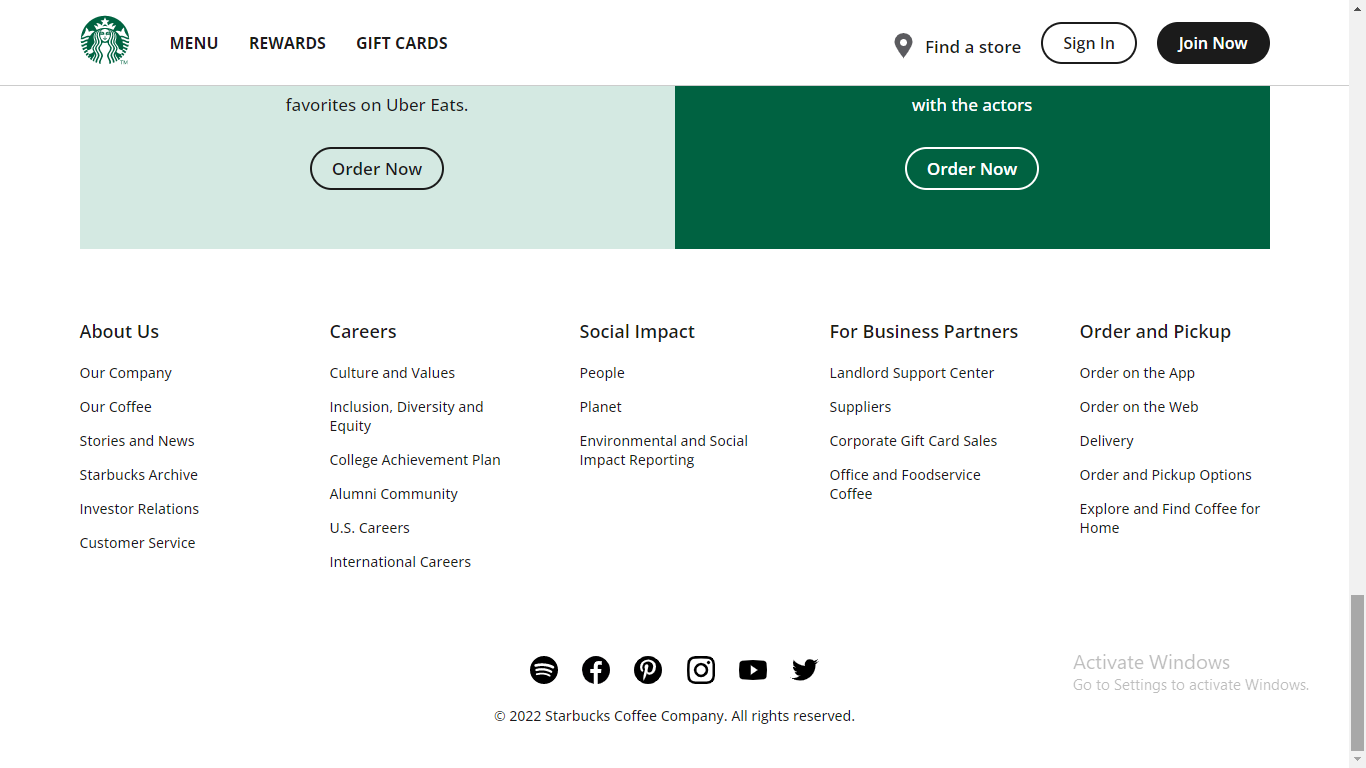 MENU REWARDS GIFT CARDS Find a store Sign In Join Now
TM
favorites on Uber Eats.
Order Now
with the actors
Order Now
About Us
Our Company
Our Coffee
Stories and News
Starbucks Archive
Investor Relations
Customer Service
Careers
Culture and Values
Inclusion, Diversity and
Equity
College Achievement Plan
Alumni Community
U.S. Careers
International Careers
Social Impact
People
Planet
Environmental and Social
Impact Reporting
For Business Partners
Landlord Support Center
Suppliers
Corporate Gift Card Sales
Office and Foodservice
Coffee
Order and Pickup
Order on the App
Order on the Web
Delivery
Order and Pickup Options
Explore and Find Coffee for
Home
Activate Windows
Go to Settings to activate Windows.
© 2022 Starbucks Coffee Company. All rights reserved.